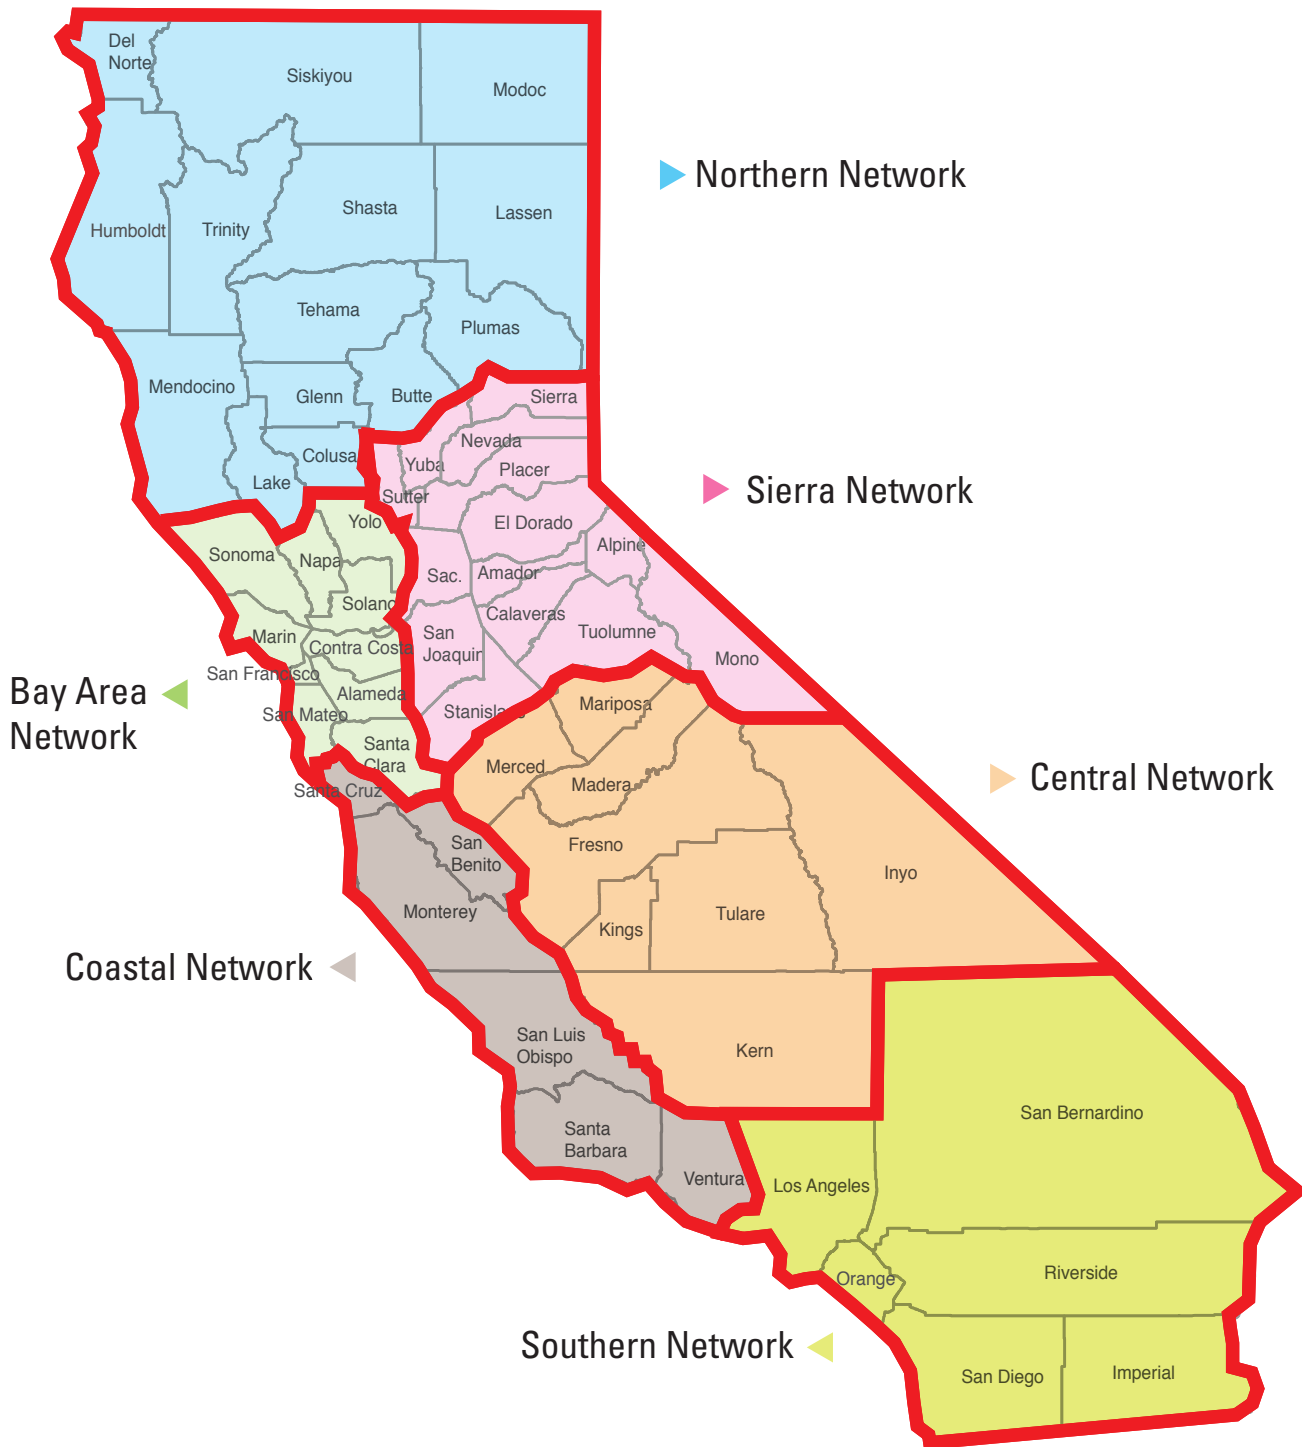 Del
Norte
Siskiyou
Modoc
Humboldt
Trinity
Shasta
Lassen
Tehama
Plumas
Mendocino
Glenn
Butte
Lake
Colusa
Northern Network
Sierra
Nevada
Yuba
Placer
Sutter
El Dorado
Alpine
Sac.
Amador
Calaveras
Tuolumne
San
Joaquin
Mono
Stanislaus
Sierra Network
Yolo
Sonoma
Napa
Solano
Marin
Contra Costa
San Francisco
Alameda
San Mateo
Santa
Clara
Bay Area
Network
Mariposa
Merced
Madera
Fresno
Inyo
Kings
Tulare
Kern
Central Network
Santa Cruz
San
Benito
Monterey
San Luis
Obispo
Santa
Barbara
Ventura
Coastal Network
San Bernardino
Los Angeles
Orange
Riverside
San Diego
Imperial
Southern Network